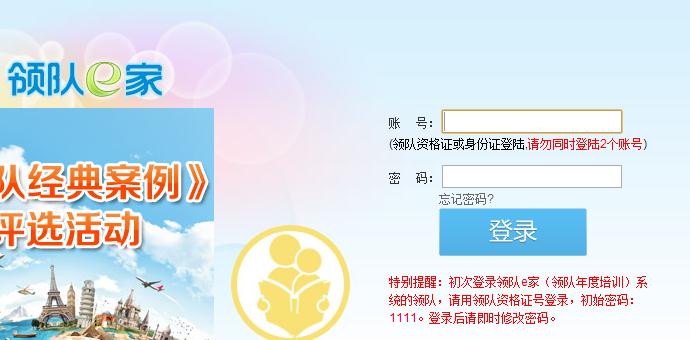 领队e家
账 号：
(领队资格证或身份证登陆,请勿同时登陆2个账号)
队经典案例》
评选活动
密 码：
忘记密码?
登录
特别提醒：初次登录领队e家（领队年度培训）系
统的领队，请用领队资格证号登录，初始密码：
1111。登录后请即时修改密码。